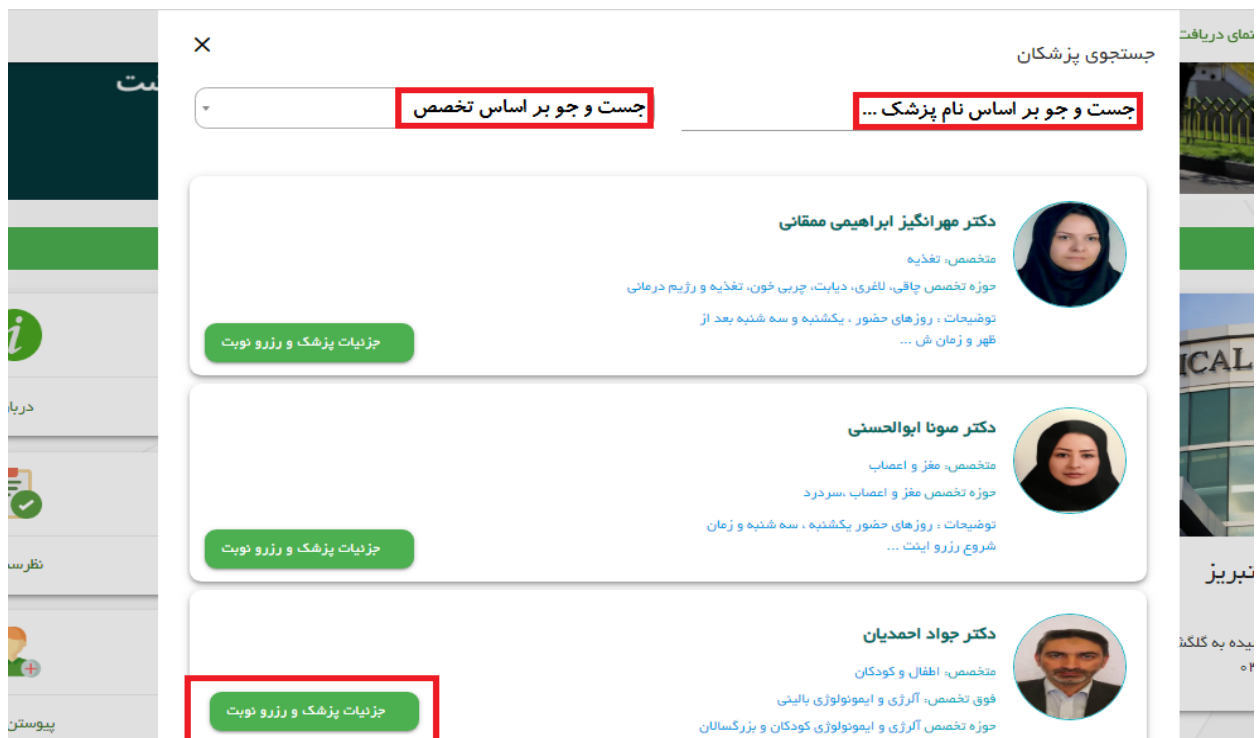 جستجوی پزشکان
جست و جو بر اساس نام پزشک ...
جست و جو بر اساس تخصص
دکتر مهرانگیز ابراهیمی ممقانی
متخصص: تغذیه
حوزه تخصص چاقی، لاغری، دیابت، چربی خون، تغذیه و رژیم درمانی
توضیحات : روزهای حضور ، یکشنبه و سه شنبه بعد از
ظهر و زمان ش ...
جزئیات پزشک و رزرو نوبت
دکتر صونا ابوالحسنی
متخصص: مغز و اعصاب
حوزه تخصص مغز و اعصاب ،سردرد
توضیحات : روزهای حضور یکشنبه ، سه شنبه و زمان
شروع رزرو اینت ...
جزئیات پزشک و رزرو نوبت
دکتر جواد احمدیان
متخصص: اطفال و کودکان
فوق تخصص: آلرژی و ایمونولوژی بالینی
حوزه تخصص آلرژی و ایمونولوژی کودکان و بزرگسالان
جزئیات پزشک و رزرو نوبت
ICAL
تبریز
پیوستن